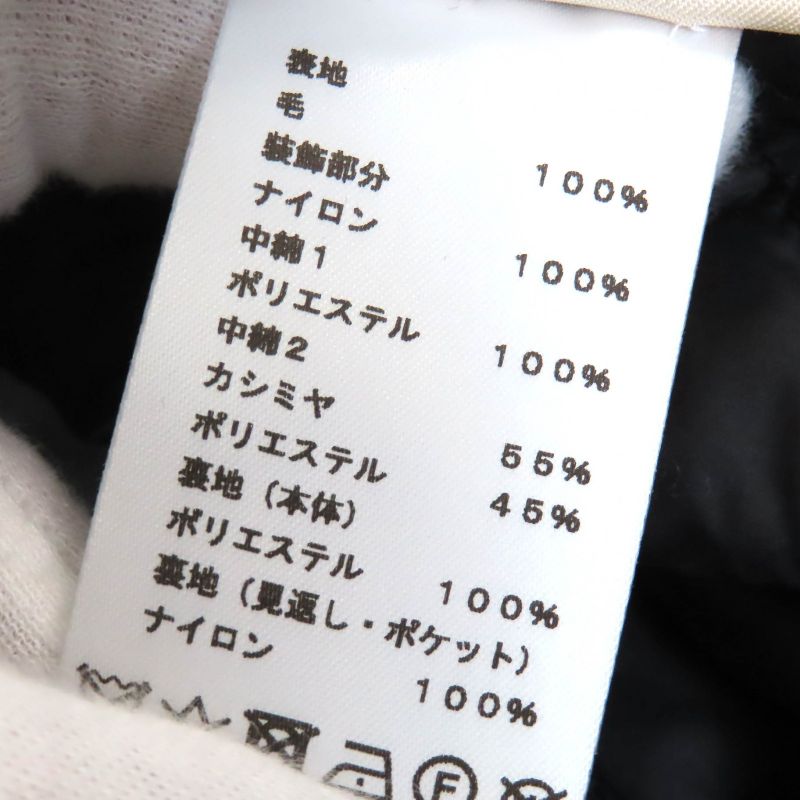 表地
毛 100%
装飾部分
ナイロン 100%
中綿1
ポリエステル 100%
中綿2
カシミヤ 55%
ポリエステル 45%
裏地(本体)
ポリエステル 100%
裏地(見返し・ポケット)
ナイロン 100%
F